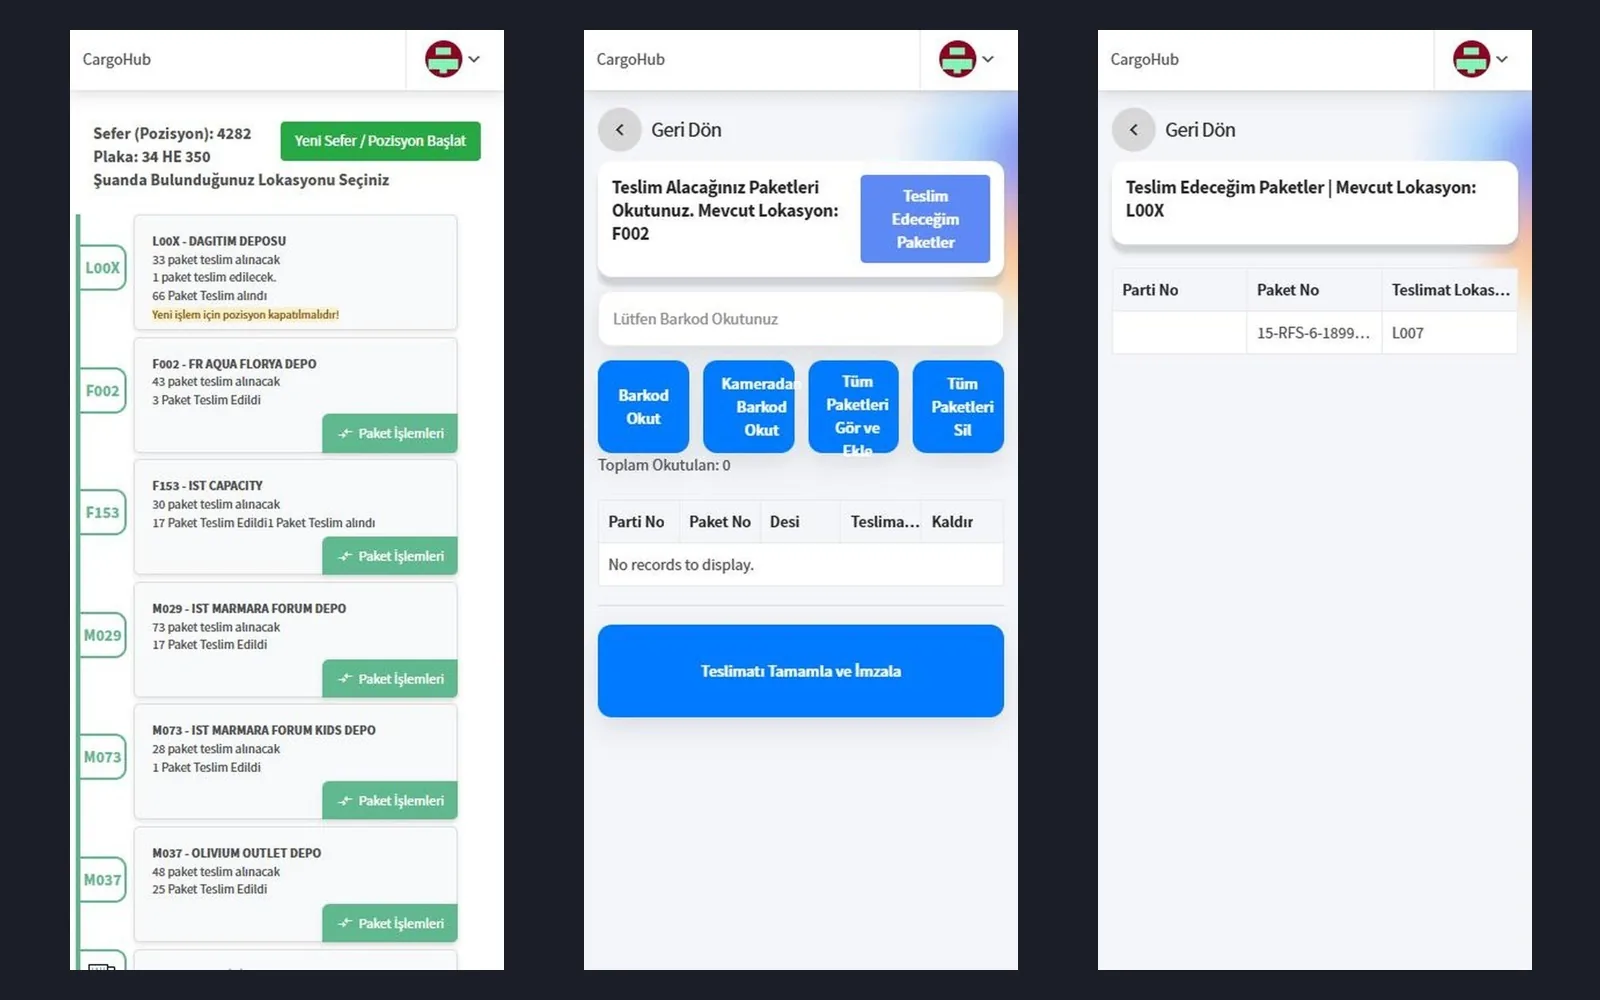 CargoHub
Sefer (Pozisyon): 4282
Plaka: 34 HE 350
Şuanda Bulunduğunuz Lokasyonu Seçiniz
Yeni Sefer / Pozisyon Başlat
L00X
L00X - DAGITIM DEPOSU
33 paket teslim alınacak
1 paket teslim edilecek.
66 Paket Teslim alındı
Yeni işlem için pozisyon kapatılmalıdır!
F002
F002 - FR AQUA FLORYA DEPO
43 paket teslim alınacak
3 Paket Teslim Edildi
Paket İşlemleri
F153
F153 - IST CAPACITY
30 paket teslim alınacak
17 Paket Teslim Edildi1 Paket Teslim alındı
Paket İşlemleri
M029
M029 - IST MARMARA FORUM DEPO
73 paket teslim alınacak
17 Paket Teslim Edildi
Paket İşlemleri
M073
M073 - IST MARMARA FORUM KIDS DEPO
28 paket teslim alınacak
1 Paket Teslim Edildi
Paket İşlemleri
M037
M037 - OLIVIUM OUTLET DEPO
48 paket teslim alınacak
25 Paket Teslim Edildi
Paket İşlemleri
CargoHub
Geri Dön
Teslim Alacağınız Paketleri
Okutunuz. Mevcut Lokasyon:
F002
Teslim
Edeceğim
Paketler
Lütfen Barkod Okutunuz
Barkod
Okut
Kameradan
Barkod
Okut
Tüm
Paketleri
Gör ve
Ekle
Tüm
Paketleri
Sil
Toplam Okutulan: 0
Parti No Paket No Desi Teslima... Kaldır
No records to display.
Teslimatı Tamamla ve İmzala
CargoHub
Geri Dön
Teslim Edeceğim Paketler | Mevcut Lokasyon:
L00X
Parti No Paket No Teslimat Lokas...
15-RFS-6-1899... L007